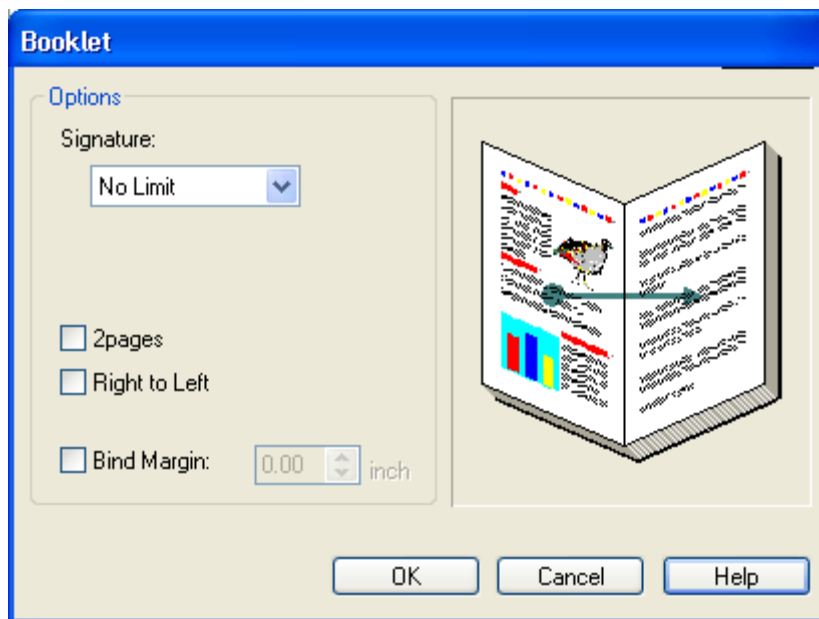 Booklet
Options
Signature:
No Limit
2pages
Right to Left
Bind Margin: 0.00 inch
OK Cancel Help